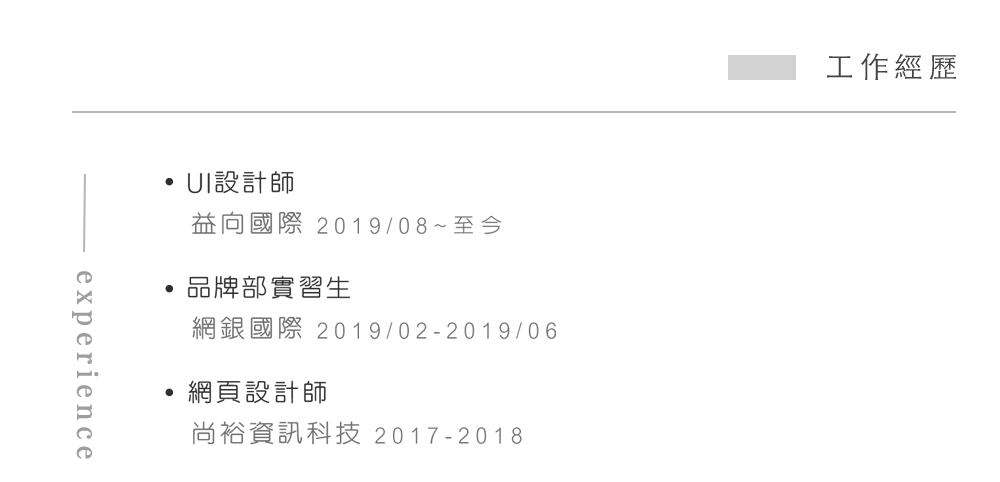 工作經歷
experience
• UI設計師
益向國際 2019/08~至今
• 品牌部實習生
網銀國際 2019/02-2019/06
• 網頁設計師
尚裕資訊科技 2017-2018